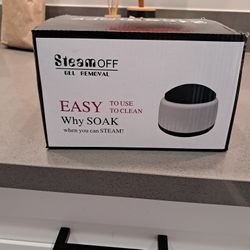 SteamOFF
GEL REMOVAL
EASY TO USE
TO CLEAN
Why SOAK
when you can STEAM!